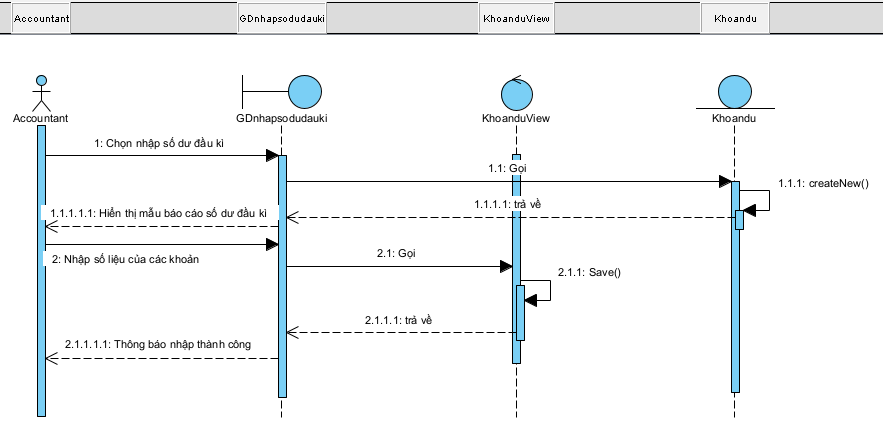 Accountant
GDnhapsodudauki
KhoanduView
Khoandu
Accountant
GDnhapsodudauki
KhoanduView
Khoandu
1: Chọn nhập số dư đầu kì
1.1: Gọi
1.1.1: createNew()
1.1.1.1: trả về
1.1.1.1.1: Hiển thị mẫu báo cáo số dư đầu kì
2: Nhập số liệu của các khoản
2.1: Gọi
2.1.1: Save()
2.1.1.1: trả về
2.1.1.1.1: Thông báo nhập thành công